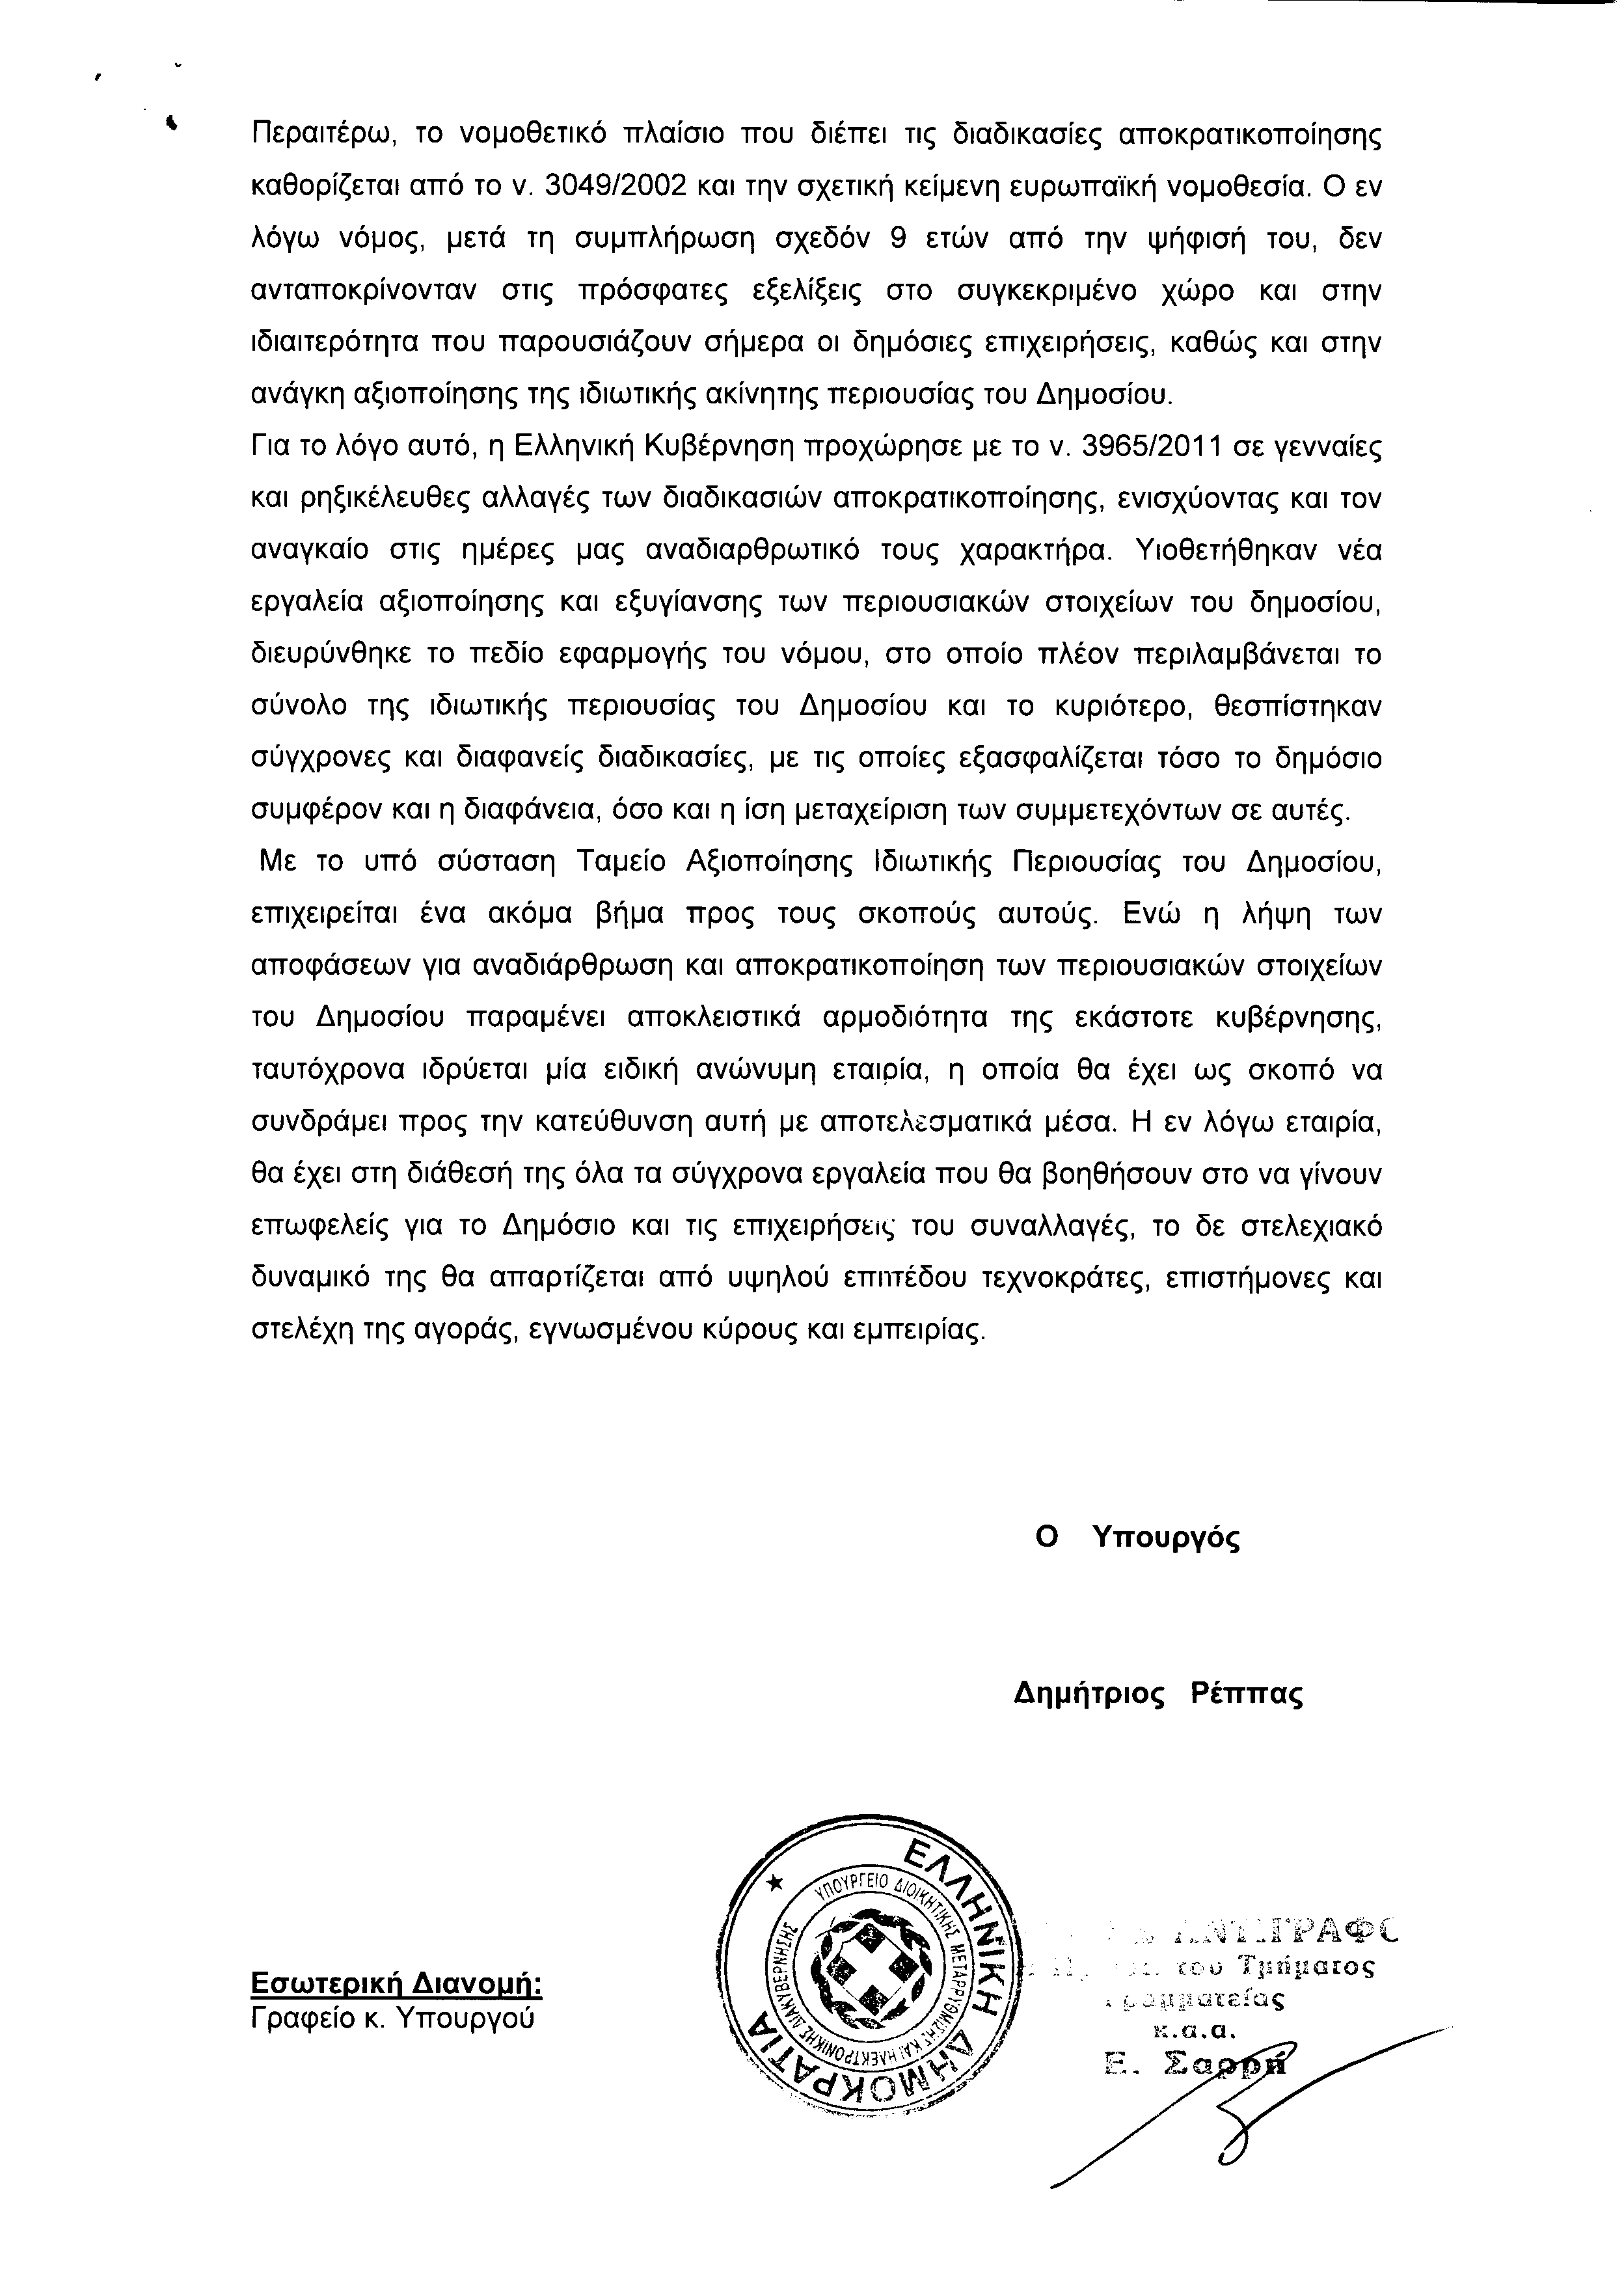 Περαιτέρω, το νομοθετικό πλαίσιο που διέπει τις διαδικασίες αποκρατικοποίησης
καθορίζεται από το ν. 3049/2002 και την σχετική κείμενη ευρωπαϊκή νομοθεσία. Ο εν
λόγω νόμος, μετά τη συμπλήρωση σχεδόν 9 ετών από την ψήφισή του, δεν
ανταποκρίνονταν στις πρόσφατες εξελίξεις στο συγκεκριμένο χώρο και στην
ιδιαιτερότητα που παρουσιάζουν σήμερα οι δημόσιες επιχειρήσεις, καθώς και στην
ανάγκη αξιοποίησης της ιδιωτικής ακίνητης περιουσίας του Δημοσίου.
Για το λόγο αυτό, η Ελληνική Κυβέρνηση προχώρησε με το ν. 3965/2011 σε γενναίες
και ρηξικέλευθες αλλαγές των διαδικασιών αποκρατικοποίησης, ενισχύοντας και τον
αναγκαίο στις ημέρες μας αναδιαρθρωτικό τους χαρακτήρα. Υιοθετήθηκαν νέα
εργαλεία αξιοποίησης και εξυγίανσης των περιουσιακών στοιχείων του δημοσίου,
διευρύνθηκε το πεδίο εφαρμογής του νόμου, στο οποίο πλέον περιλαμβάνεται το
σύνολο της ιδιωτικής περιουσίας του Δημοσίου και το κυριότερο, θεσπίστηκαν
σύγχρονες και διαφανείς διαδικασίες, με τις οποίες εξασφαλίζεται τόσο το δημόσιο
συμφέρον και η διαφάνεια, όσο και η ίση μεταχείριση των συμμετεχόντων σε αυτές.
Με το υπό σύσταση Ταμείο Αξιοποίησης Ιδιωτικής Περιουσίας του Δημοσίου,
επιχειρείται ένα ακόμα βήμα προς τους σκοπούς αυτούς. Ενώ η λήψη των
αποφάσεων για αναδιάρθρωση και αποκρατικοποίηση των περιουσιακών στοιχείων
του Δημοσίου παραμένει αποκλειστικά αρμοδιότητα της εκάστοτε κυβέρνησης,
ταυτόχρονα ιδρύεται μία ειδική ανώνυμη εταιρία, η οποία θα έχει ως σκοπό να
συνδράμει προς την κατεύθυνση αυτή με αποτελεσματικά μέσα. Η εν λόγω εταιρία,
θα έχει στη διάθεσή της όλα τα σύγχρονα εργαλεία που θα βοηθήσουν στο να γίνουν
επωφελείς για το Δημόσιο και τις επιχειρήσεις του συναλλαγές, το δε στελεχιακό
δυναμικό της θα απαρτίζεται από υψηλού επιπέδου τεχνοκράτες, επιστήμονες και
στελέχη της αγοράς, εγνωσμένου κύρους και εμπειρίας.
Ο Υπουργός
Δημήτριος Ρέππας
ΕΛΛΗΝΙΚΗ ΔΗΜΟΚΡΑΤΙΑ
ΥΠΟΥΡΓΕΙΟ ΔΙΟΙΚΗΤΙΚΗΣ ΜΕΤΑΡΡΥΘΜΙΣΗΣ ΚΑΙ ΗΛΕΚΤΡΟΝΙΚΗΣ ΔΙΑΚΥΒΕΡΝΗΣΗΣ
Εσωτερική Διανομή:
Γραφείο κ. Υπουργού
του Τμήματος
κ.α.α.
Ε. Σαρρή